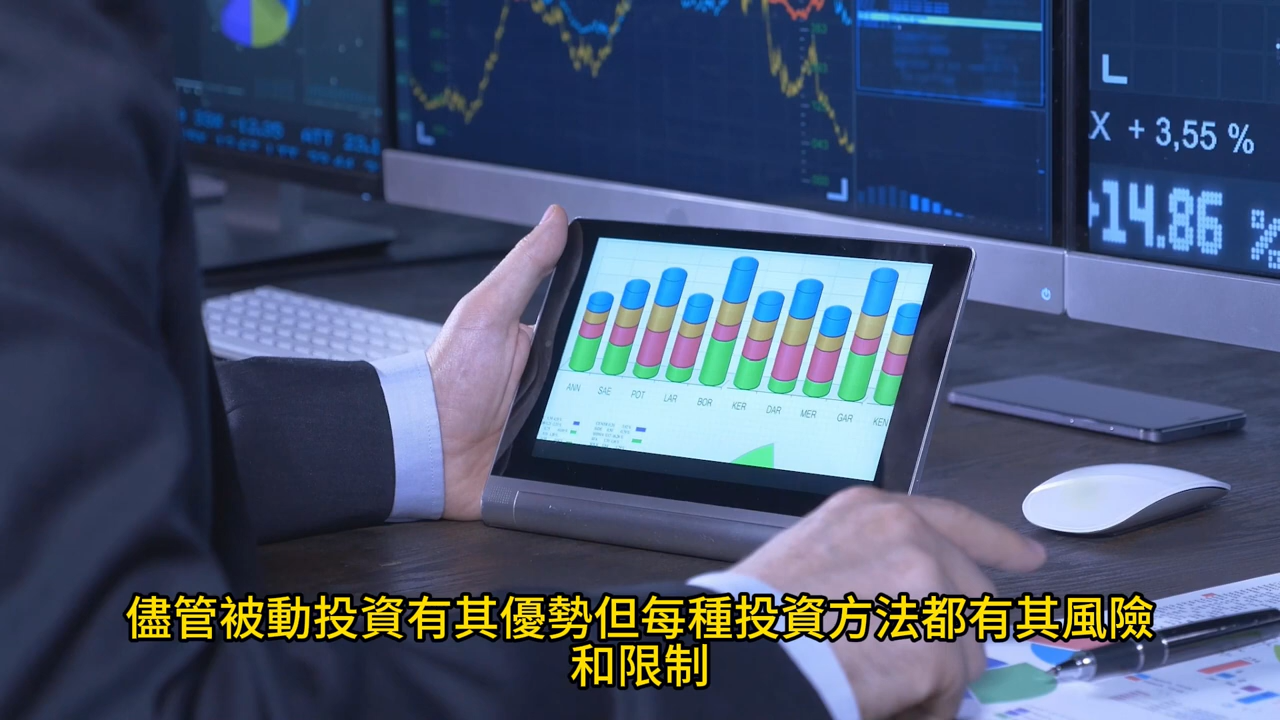 X + 3,55 %
14.86 %
ANN SAE POT LAR BOR KER DAR MER GAR KEN
儘管被動投資有其優勢但每種投資方法都有其風險
和限制